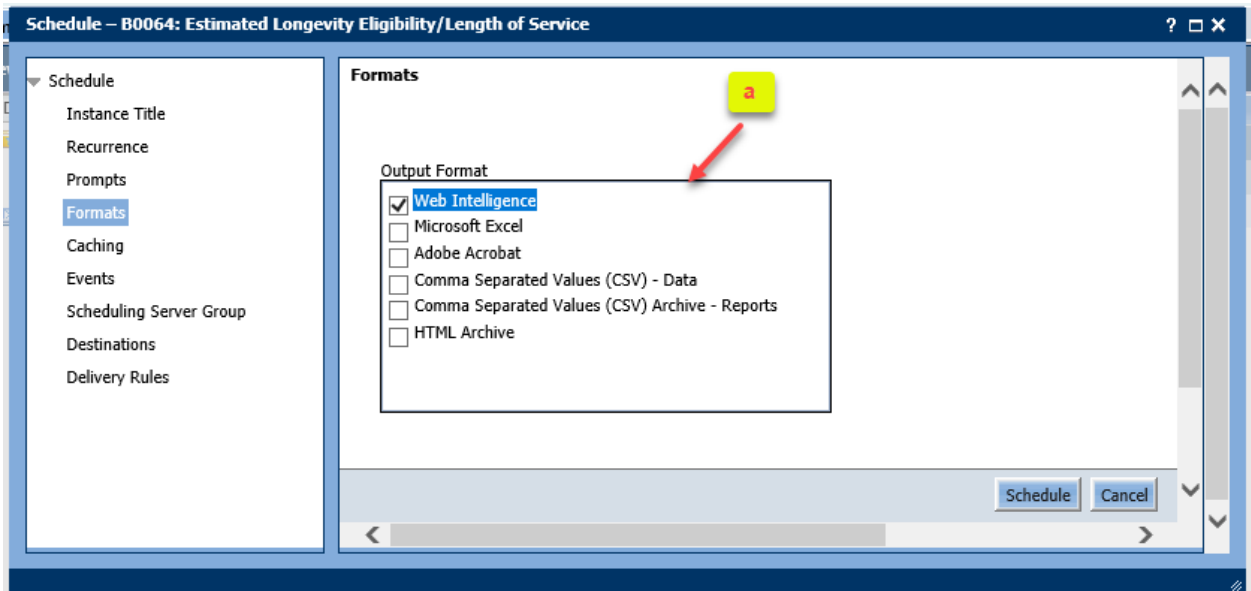 Schedule – B0064: Estimated Longevity Eligibility/Length of Service
?
Schedule
Instance Title
Recurrence
Prompts
Formats
Caching
Events
Scheduling Server Group
Destinations
Delivery Rules
Formats
a
Output Format
Web Intelligence
Microsoft Excel
Adobe Acrobat
Comma Separated Values (CSV) - Data
Comma Separated Values (CSV) Archive - Reports
HTML Archive
Schedule Cancel